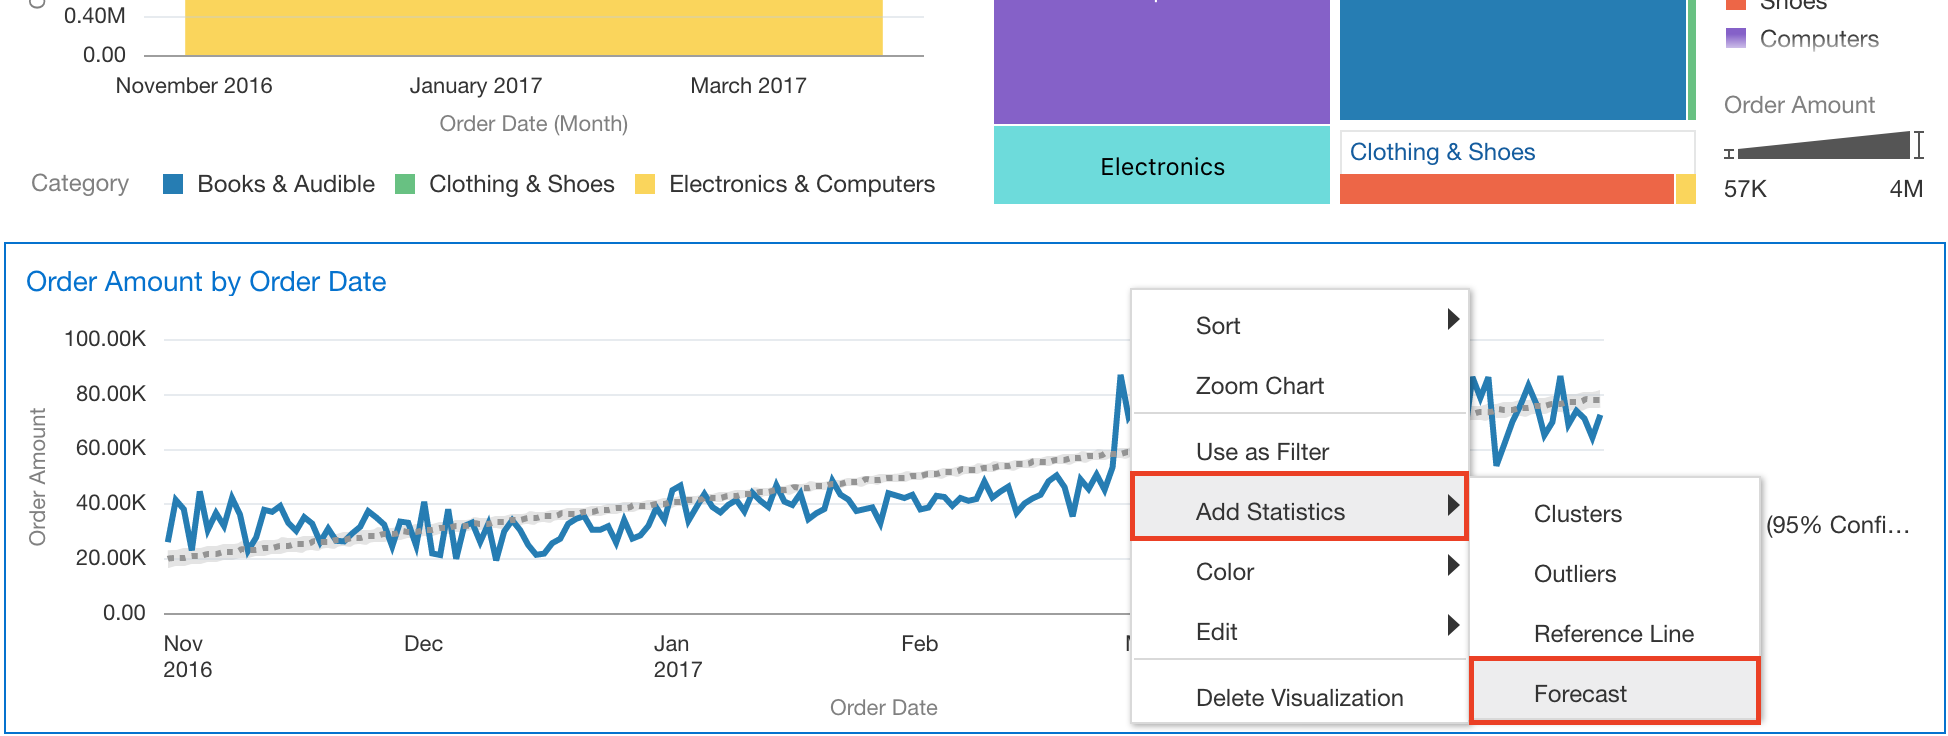 0.40M
0.00
November 2016 January 2017 March 2017
Order Date (Month)
Category Books & Audible Clothing & Shoes Electronics & Computers
Electronics
Clothing & Shoes
Shoes
Computers
Order Amount
57K 4M
Order Amount by Order Date
100.00K
80.00K
60.00K
40.00K
20.00K
0.00
Order Amount
Nov
2016
Dec
Jan
2017
Feb
Order Date
Sort
Zoom Chart
Use as Filter
Add Statistics
Color
Edit
Delete Visualization
Clusters
Outliers
Reference Line
Forecast
(95% Confi...